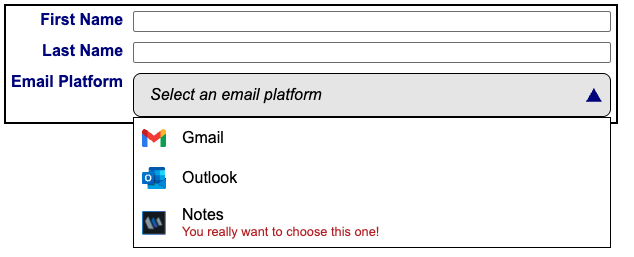 First Name
Last Name
Email Platform
Select an email platform
Gmail
Outlook
Notes
You really want to choose this one!